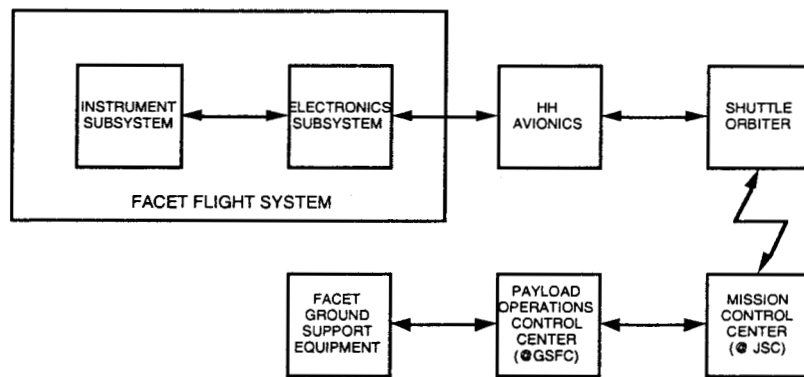 INSTRUMENT
SUBSYSTEM
ELECTRONICS
SUBSYSTEM
HH
AVIONICS
SHUTTLE
ORBITER
FACET FLIGHT SYSTEM
FACET
GROUND
SUPPORT
EQUIPMENT
PAYLOAD
OPERATIONS
CONTROL
CENTER
(@GSFC)
MISSION
CONTROL
CENTER
(@ JSC)